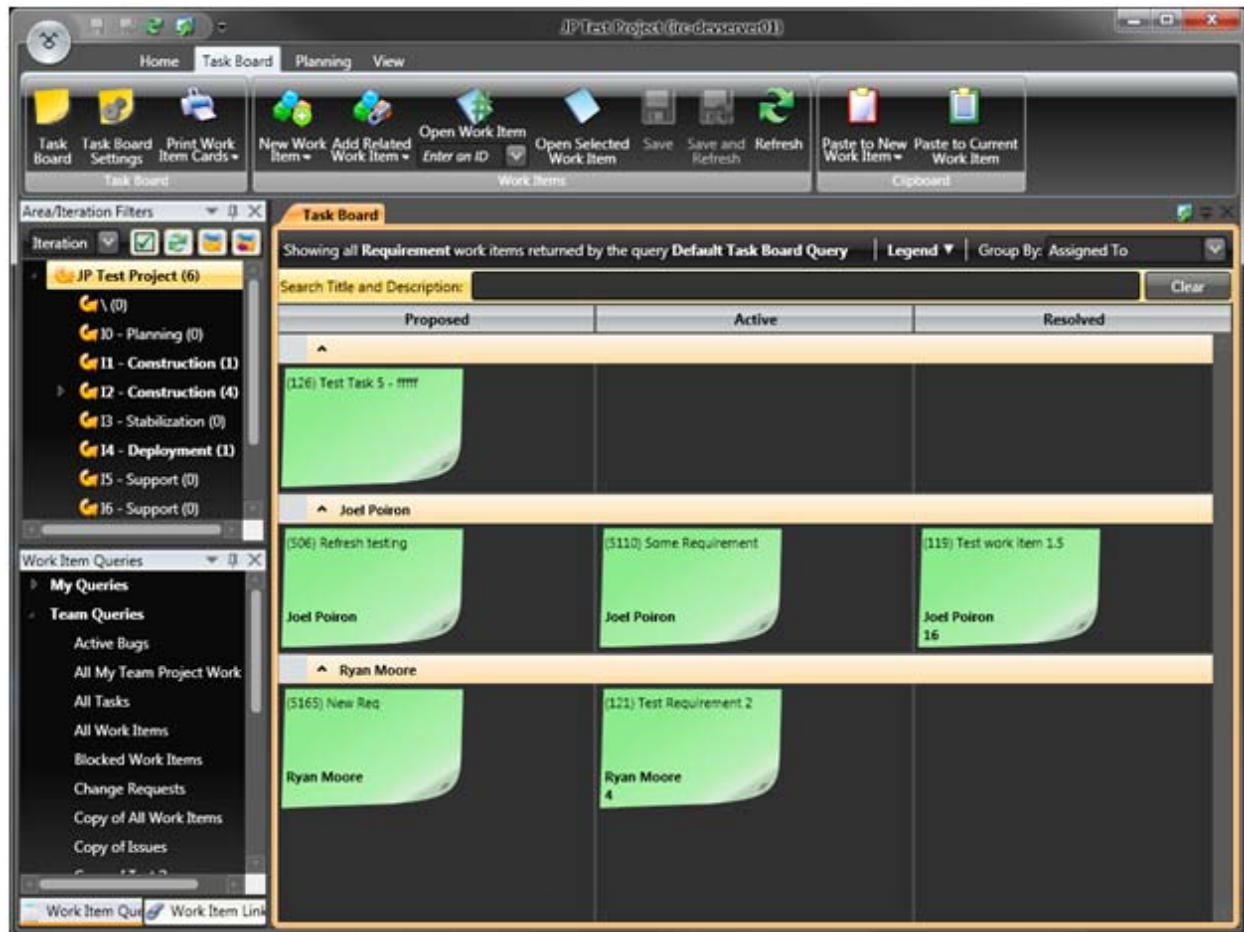 JP Test Project (irc-devserver01)
Home Task Board Planning View
Task Board
Task Board Settings
Print Work Item Cards
New Work Item
Add Related Work Item
Open Work Item
Enter an ID
Open Selected Work Item
Save
Save and Refresh
Refresh
Paste to New Work Item
Paste to Current Work Item
Task Board
Work Items
Clipboard
Area/Iteration Filters
Iteration
JP Test Project (6)
\ (0)
I0 - Planning (0)
I1 - Construction (1)
I2 - Construction (4)
I3 - Stabilization (0)
I4 - Deployment (1)
I5 - Support (0)
I6 - Support (0)
Work Item Queries
My Queries
Team Queries
Active Bugs
All My Team Project Work
All Tasks
All Work Items
Blocked Work Items
Change Requests
Copy of All Work Items
Copy of Issues
Work Item Que
Work Item Link
Task Board
Showing all Requirement work items returned by the query Default Task Board Query
Legend
Group By: Assigned To
Search Title and Description:
Clear
Proposed Active Resolved
(126) Test Task 5 - fffff
Joel Poiron
(506) Refresh testing
Joel Poiron
(5110) Some Requirement
Joel Poiron
(119) Test work item 1.5
Joel Poiron
16
Ryan Moore
(5165) New Req
Ryan Moore
(121) Test Requirement 2
Ryan Moore
4